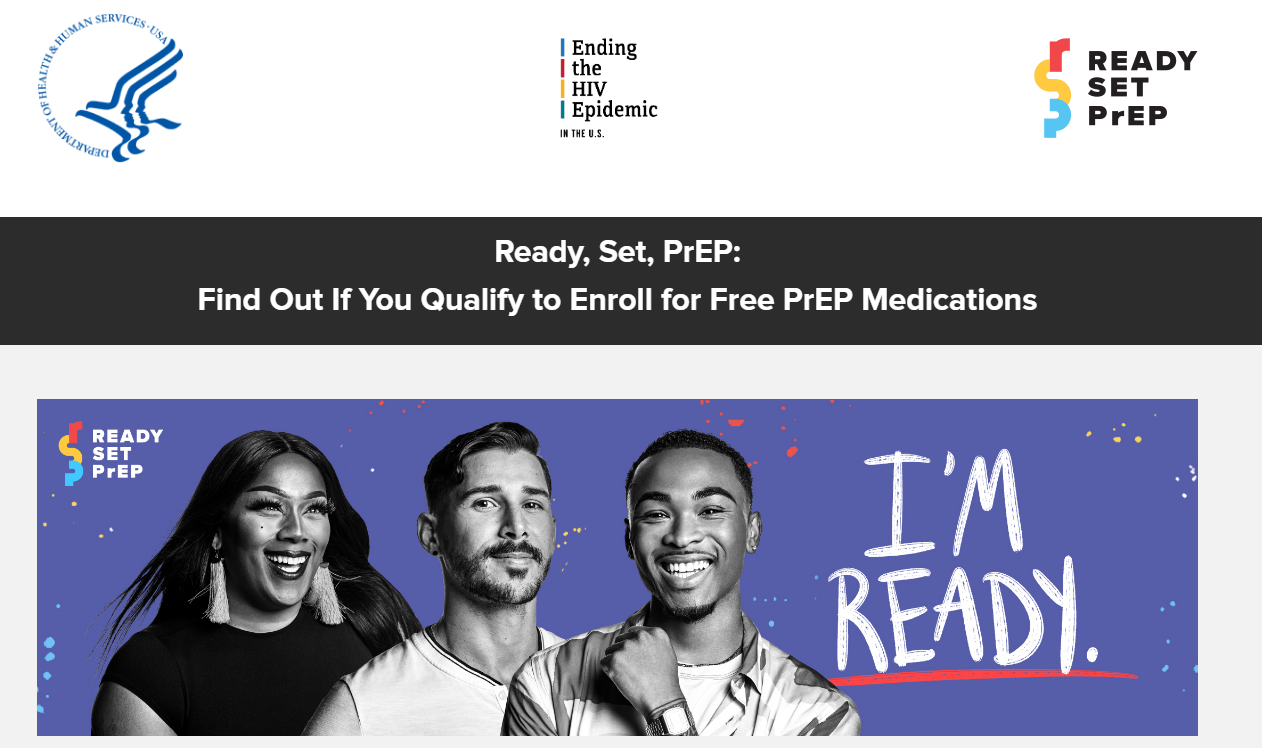 DEPARTMENT OF HEALTH & HUMAN SERVICES · USA
Ending
the
HIV
Epidemic
IN THE U.S.
READY
SET
PrEP
Ready, Set, PrEP:
Find Out If You Qualify to Enroll for Free PrEP Medications
READY
SET
PrEP
I'M
READY.